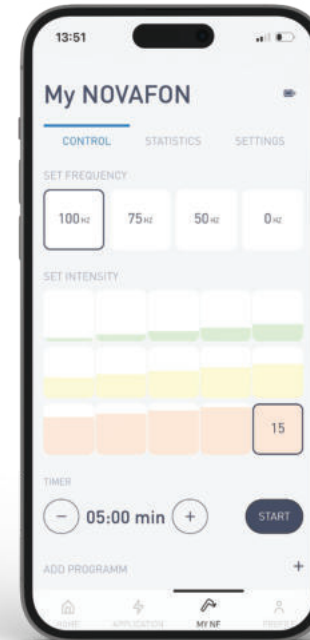 13:51
My NOVAFON
CONTROL STATISTICS SETTINGS
SET FREQUENCY
100 HZ 75 HZ 50 HZ 0 HZ
SET INTENSITY
15
TIMER
− 05:00 min + START
ADD PROGRAMM +
HOME APPLICATION MY NF PROFILE